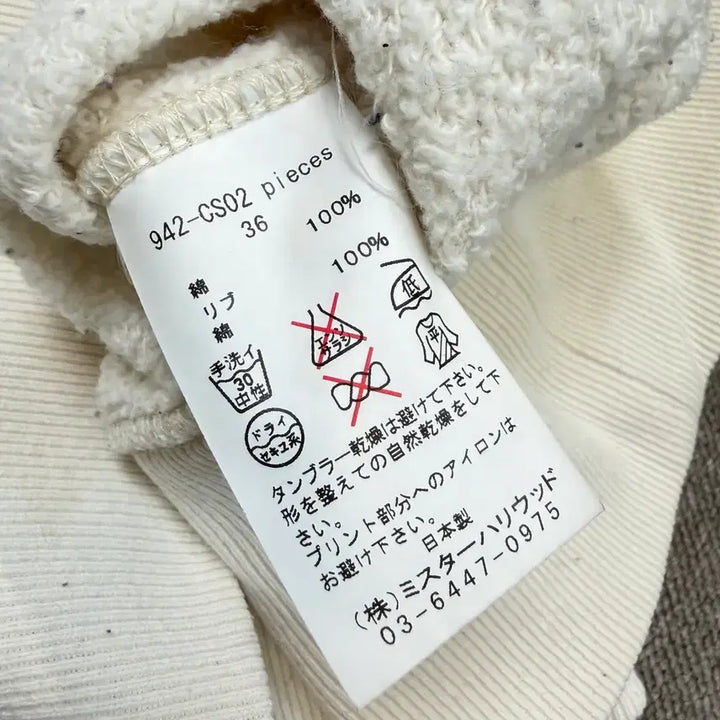 942-CS02 pieces
36
綿 100%
リブ
綿 100%
手洗イ
30
中性
エンソ
サラシ
低
平
ドライ
セキユ系
タンブラー乾燥は避けて下さい。
形を整えての自然乾燥をして下
さい。
プリント部分へのアイロンは
お避け下さい。
日本製
(株)ミスターハリウッド
03-6447-0975